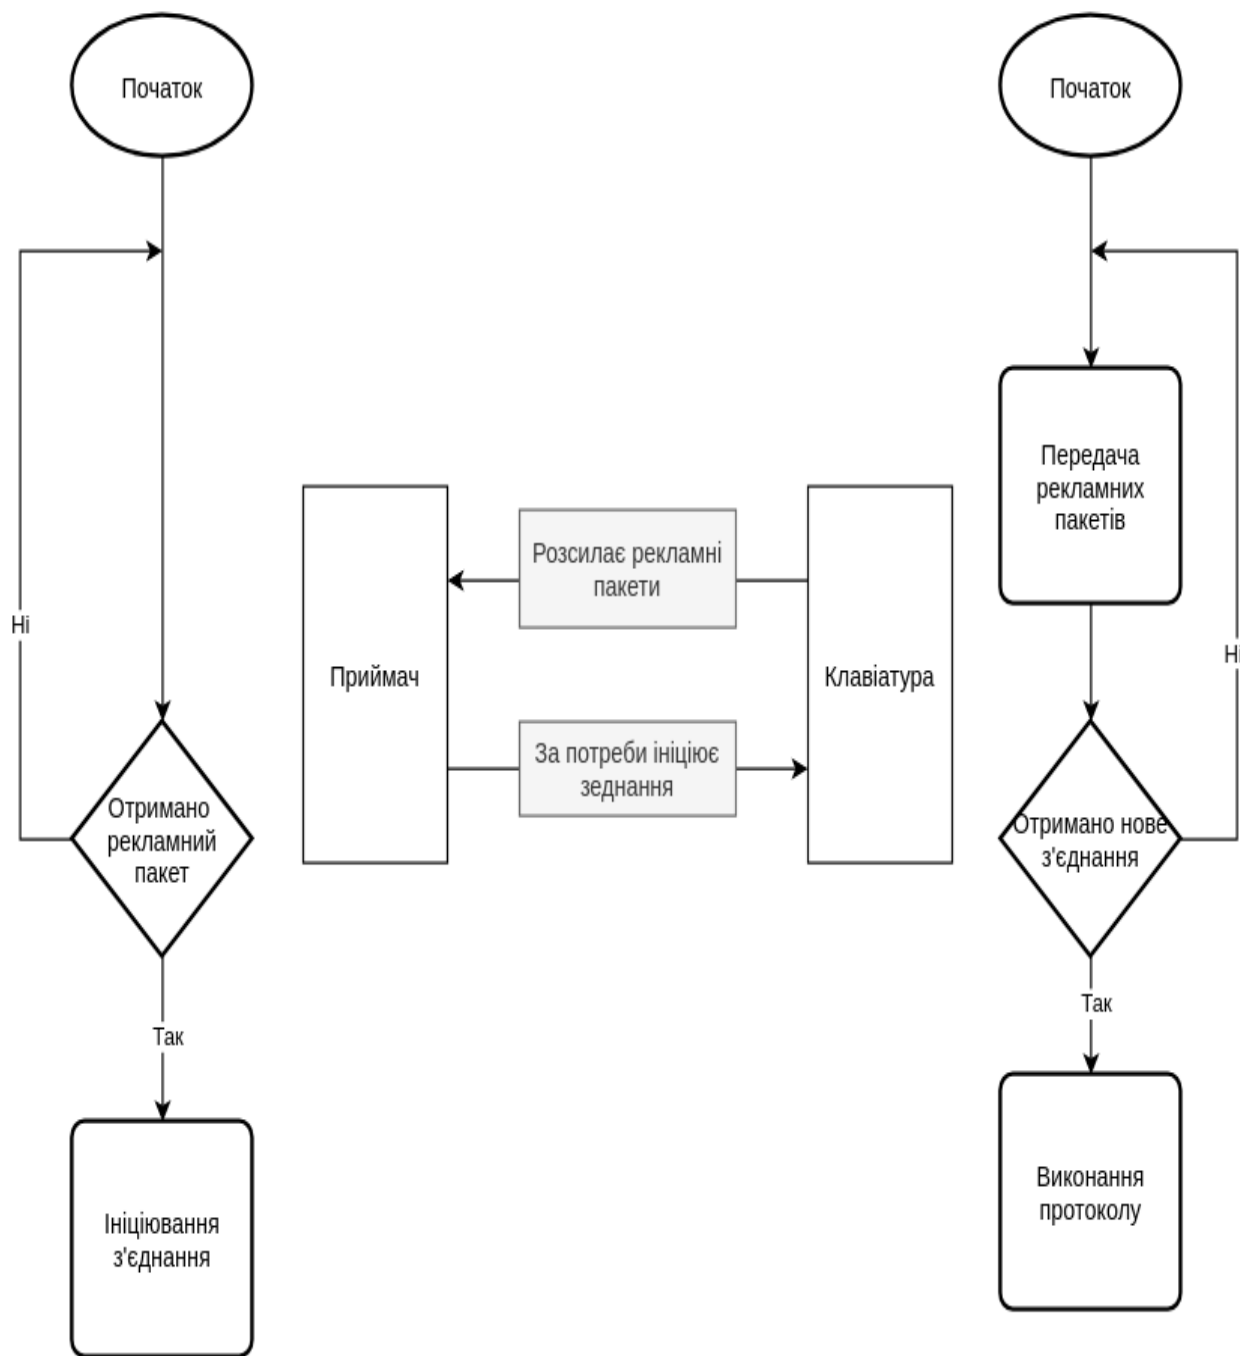 Початок
Ні
Отримано
рекламний
пакет
Так
Ініціювання
з'єднання
Приймач
Розсилає рекламні
пакети
За потреби ініціює
зеднання
Клавіатура
Початок
Передача
рекламних
пакетів
Ні
Отримано нове
з'єднання
Так
Виконання
протоколу